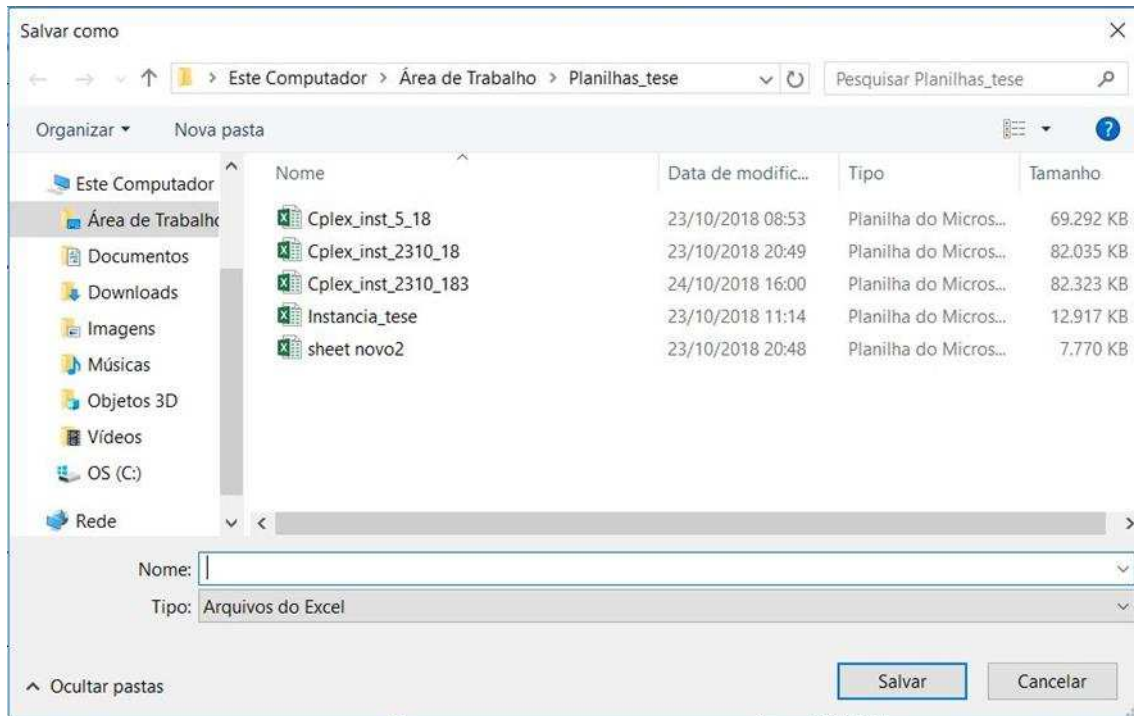 Salvar como
Este Computador > Área de Trabalho > Planilhas_tese
Pesquisar Planilhas_tese
Organizar
Nova pasta
Este Computador
Área de Trabalho
Documentos
Downloads
Imagens
Músicas
Objetos 3D
Vídeos
OS (C:)
Rede
Nome Data de modific... Tipo Tamanho
Cplex_inst_5_18 23/10/2018 08:53 Planilha do Micros... 69.292 KB
Cplex_inst_2310_18 23/10/2018 20:49 Planilha do Micros... 82.035 KB
Cplex_inst_2310_183 24/10/2018 16:00 Planilha do Micros... 82.323 KB
Instancia_tese 23/10/2018 11:14 Planilha do Micros... 12.917 KB
sheet novo2 23/10/2018 20:48 Planilha do Micros... 7.770 KB
Nome:
Tipo: Arquivos do Excel
Ocultar pastas
Salvar
Cancelar